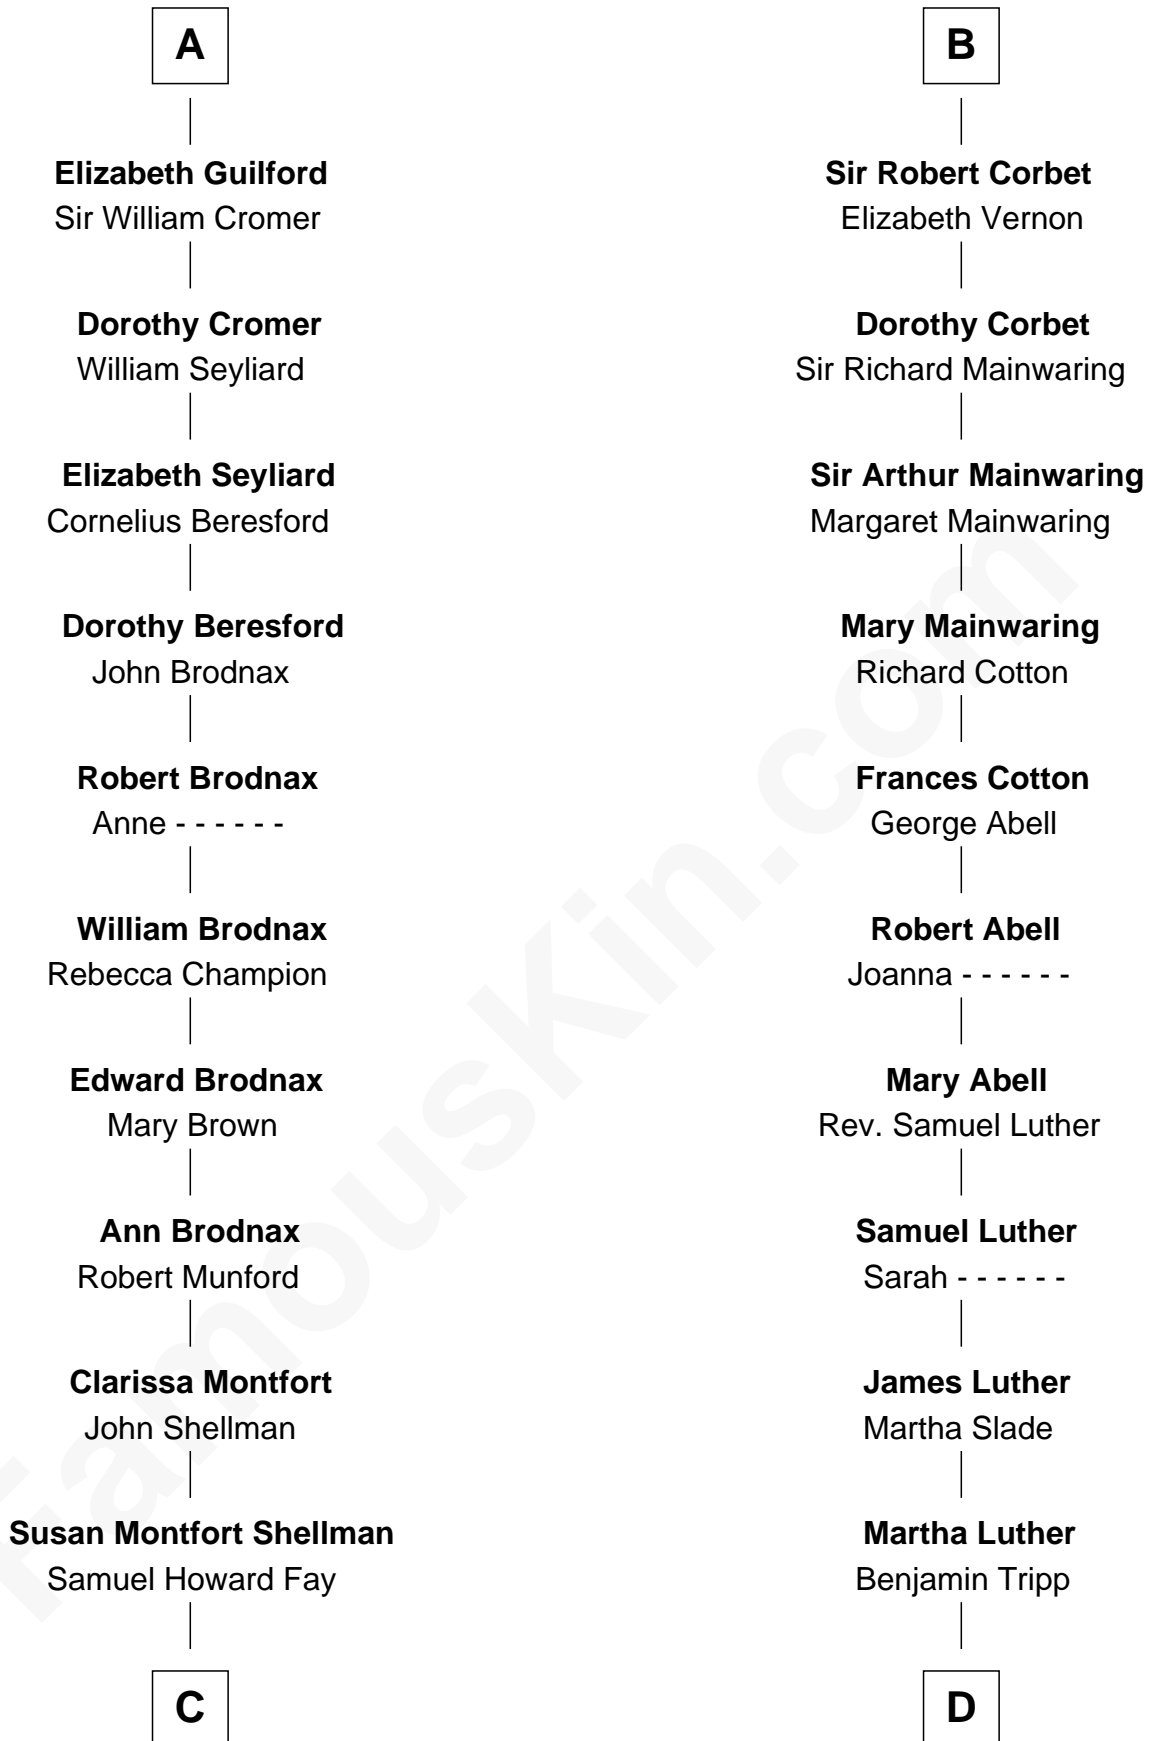 A
Elizabeth Guilford
Sir William Cromer
Dorothy Cromer
William Seyliard
Elizabeth Seyliard
Cornelius Beresford
Dorothy Beresford
John Brodnax
Robert Brodnax
Anne - - - - - -
William Brodnax
Rebecca Champion
Edward Brodnax
Mary Brown
Ann Brodnax
Robert Munford
Clarissa Montfort
John Shellman
Susan Montfort Shellman
Samuel Howard Fay
C
B
Sir Robert Corbet
Elizabeth Vernon
Dorothy Corbet
Sir Richard Mainwaring
Sir Arthur Mainwaring
Margaret Mainwaring
Mary Mainwaring
Richard Cotton
Frances Cotton
George Abell
Robert Abell
Joanna - - - - - -
Mary Abell
Rev. Samuel Luther
Samuel Luther
Sarah - - - - - -
James Luther
Martha Slade
Martha Luther
Benjamin Tripp
D
FamousKin.com